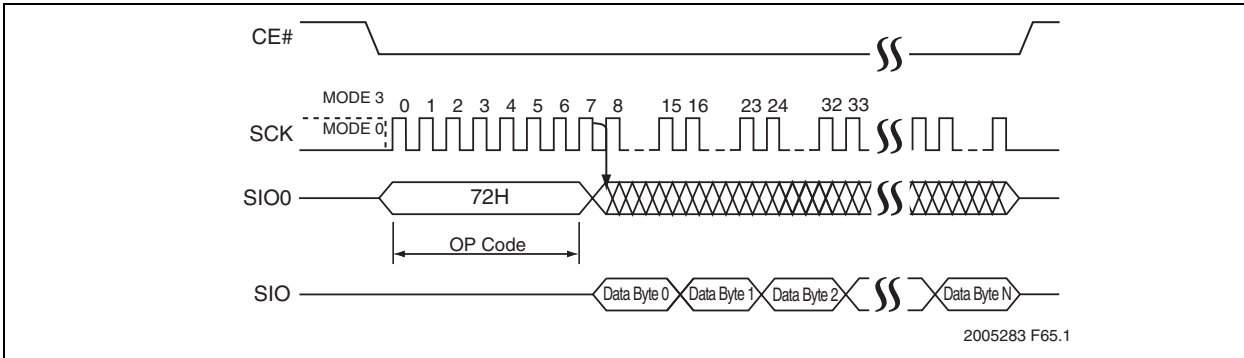 CE#
MODE 3
0 1 2 3 4 5 6 7 8 15 16 23 24 32 33
SCK
MODE 0
SIO0
72H
OP Code
SIO
Data Byte 0 Data Byte 1 Data Byte 2 Data Byte N
2005283 F65.1